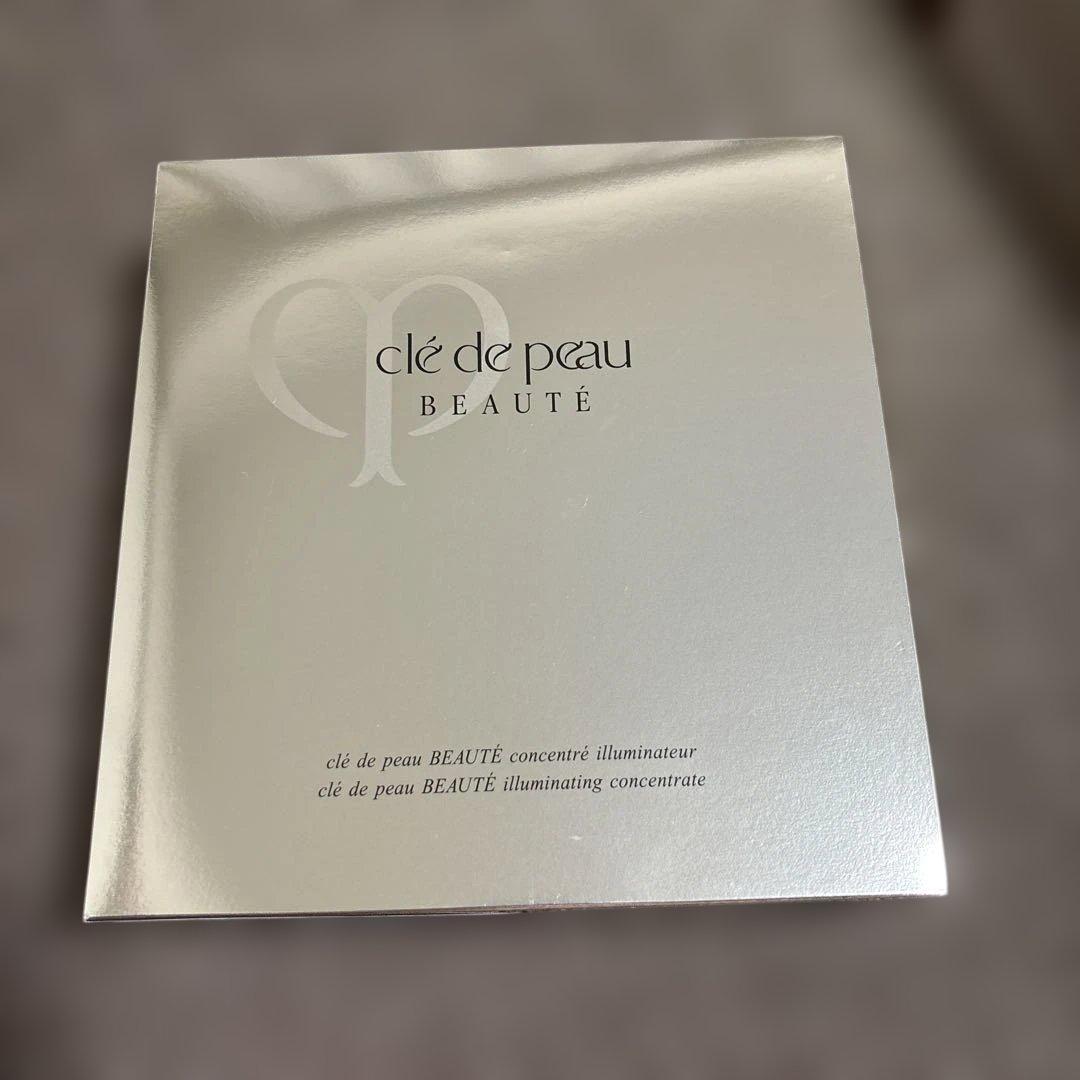 clé de peau
BEAUTÉ
clé de peau BEAUTÉ concentré illuminateur
clé de peau BEAUTÉ illuminating concentrate